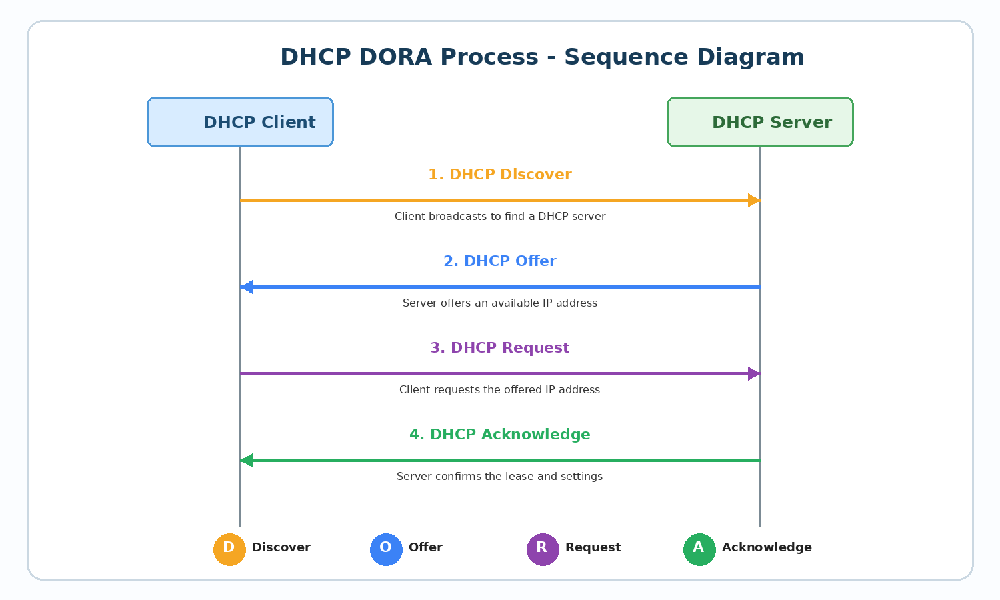 DHCP DORA Process - Sequence Diagram
DHCP Client
DHCP Server
1. DHCP Discover
Client broadcasts to find a DHCP server
2. DHCP Offer
Server offers an available IP address
3. DHCP Request
Client requests the offered IP address
4. DHCP Acknowledge
Server confirms the lease and settings
D Discover
O Offer
R Request
A Acknowledge